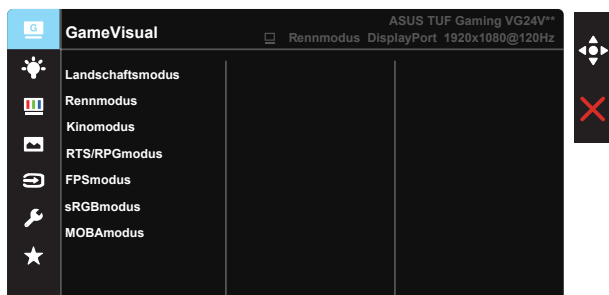 G
GameVisual
ASUS TUF Gaming VG24V**
Rennmodus DisplayPort 1920x1080@120Hz
Landschaftsmodus
Rennmodus
Kinomodus
RTS/RPGmodus
FPSmodus
sRGBmodus
MOBAmodus